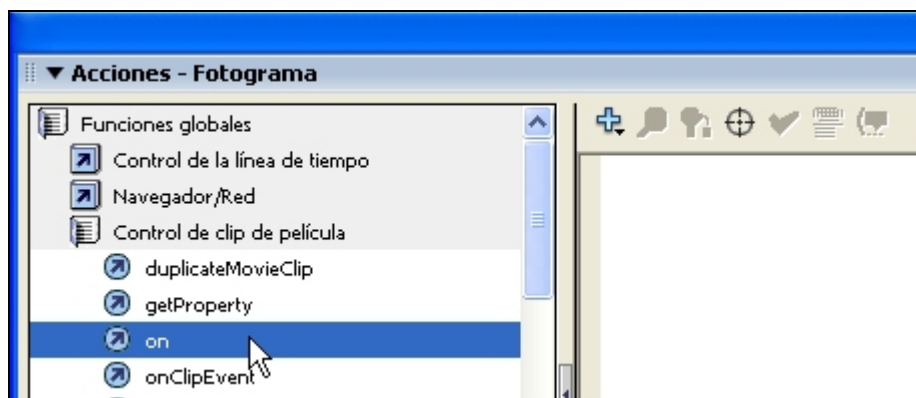 Acciones - Fotograma
Funciones globales
Control de la línea de tiempo
Navegador/Red
Control de clip de película
duplicateMovieClip
getProperty
on
onClipEvent